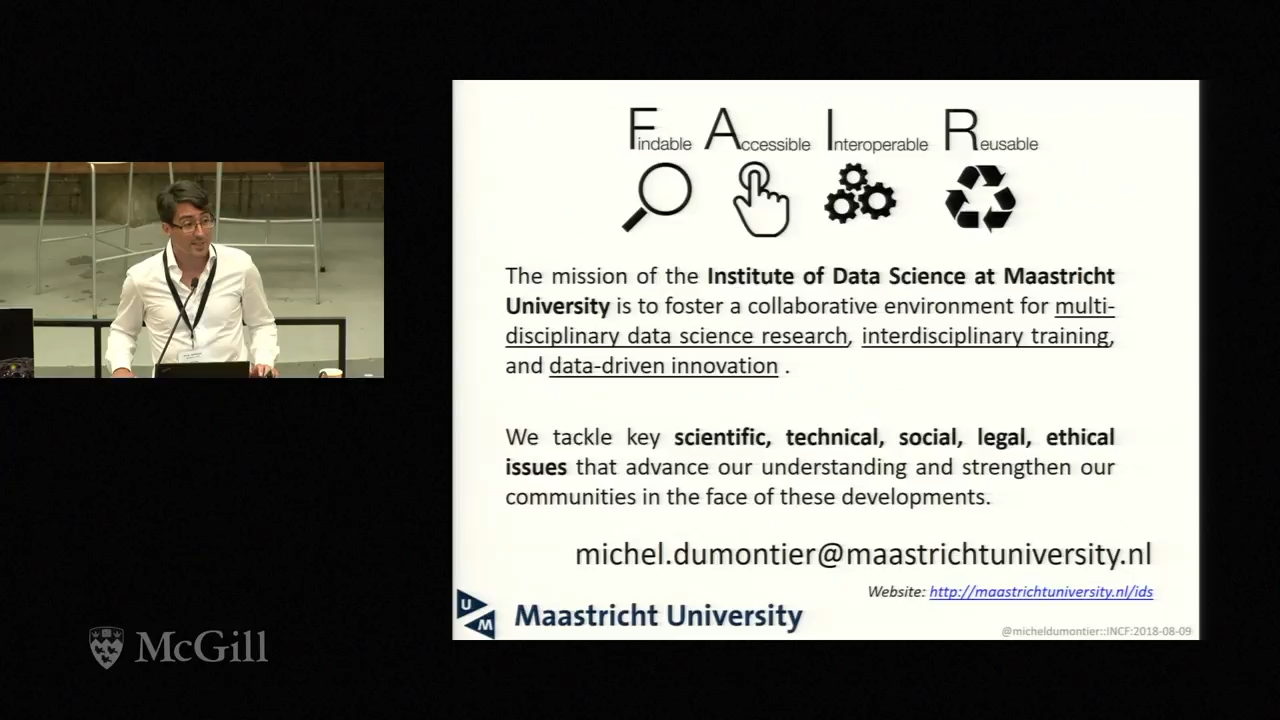 Findable Accessible Interoperable Reusable
The mission of the Institute of Data Science at Maastricht
University is to foster a collaborative environment for multi-
disciplinary data science research, interdisciplinary training,
and data-driven innovation .
We tackle key scientific, technical, social, legal, ethical
issues that advance our understanding and strengthen our
communities in the face of these developments.
michel.dumontier@maastrichtuniversity.nl
Website: http://maastrichtuniversity.nl/ids
UM Maastricht University
@micheldumontier::INCF:2018-08-09
McGill